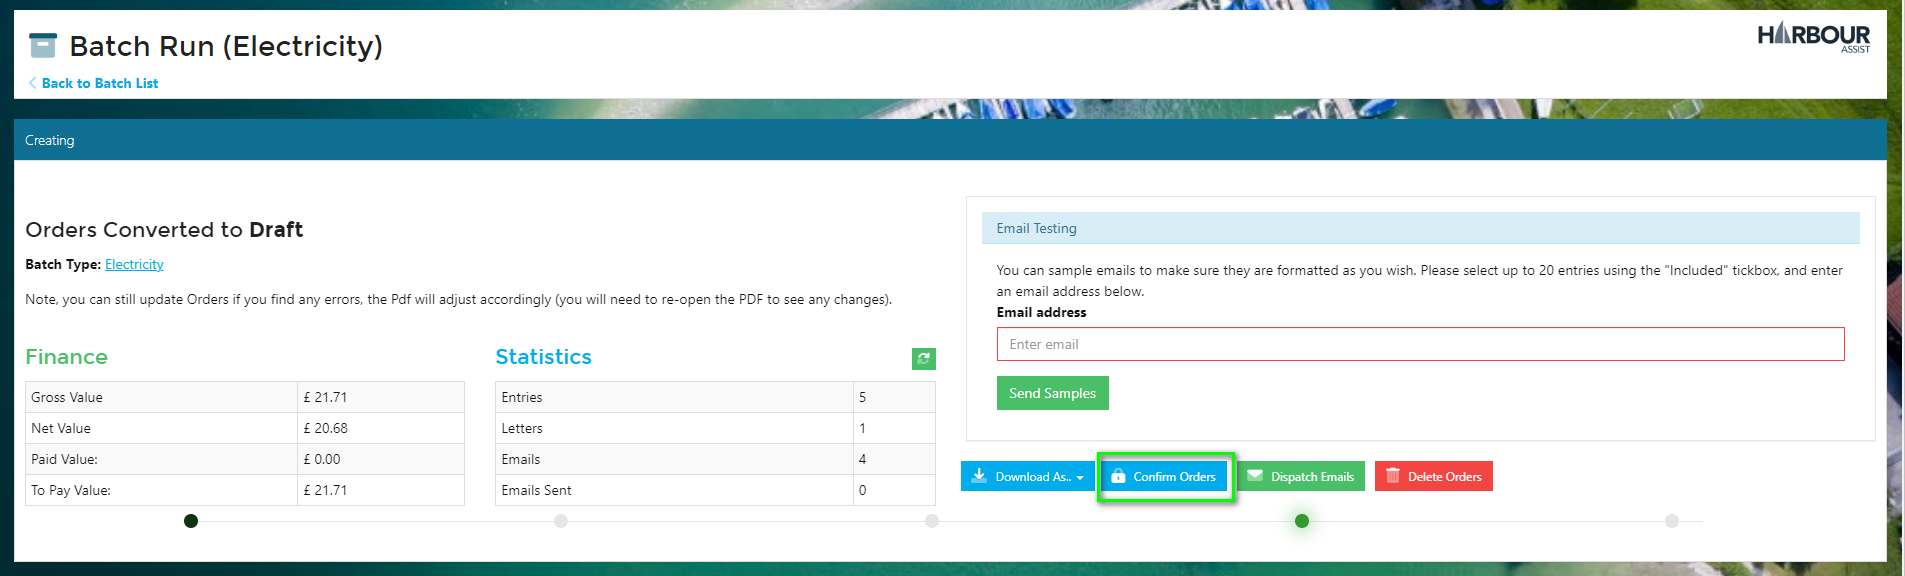 Batch Run (Electricity)
HARBOUR
ASSIST
Back to Batch List
Creating
Orders Converted to Draft
Batch Type: Electricity
Note, you can still update Orders if you find any errors, the Pdf will adjust accordingly (you will need to re-open the PDF to see any changes).
Finance
Gross Value £ 21.71
Net Value £ 20.68
Paid Value: £ 0.00
To Pay Value: £ 21.71
Statistics
Entries 5
Letters 1
Emails 4
Emails Sent 0
Email Testing
You can sample emails to make sure they are formatted as you wish. Please select up to 20 entries using the "Included" tickbox, and enter
an email address below.
Email address
Enter email
Send Samples
Download As.. Confirm Orders Dispatch Emails Delete Orders